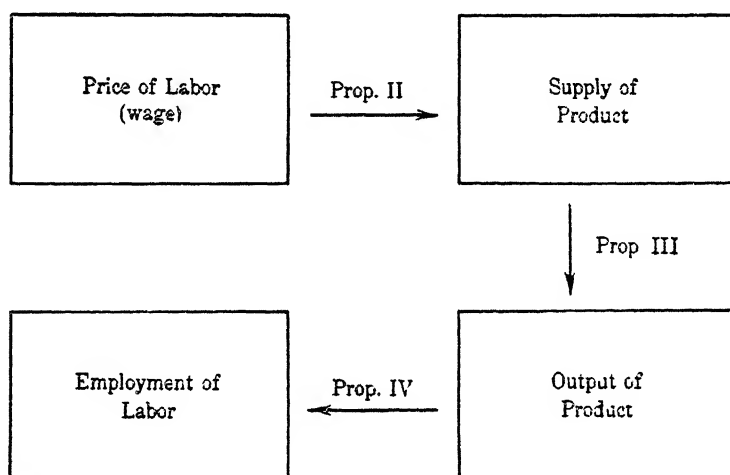 Price of Labor
(wage)
Prop. II
Supply of
Product
Prop III
Employment of
Labor
Prop. IV
Output of
Product